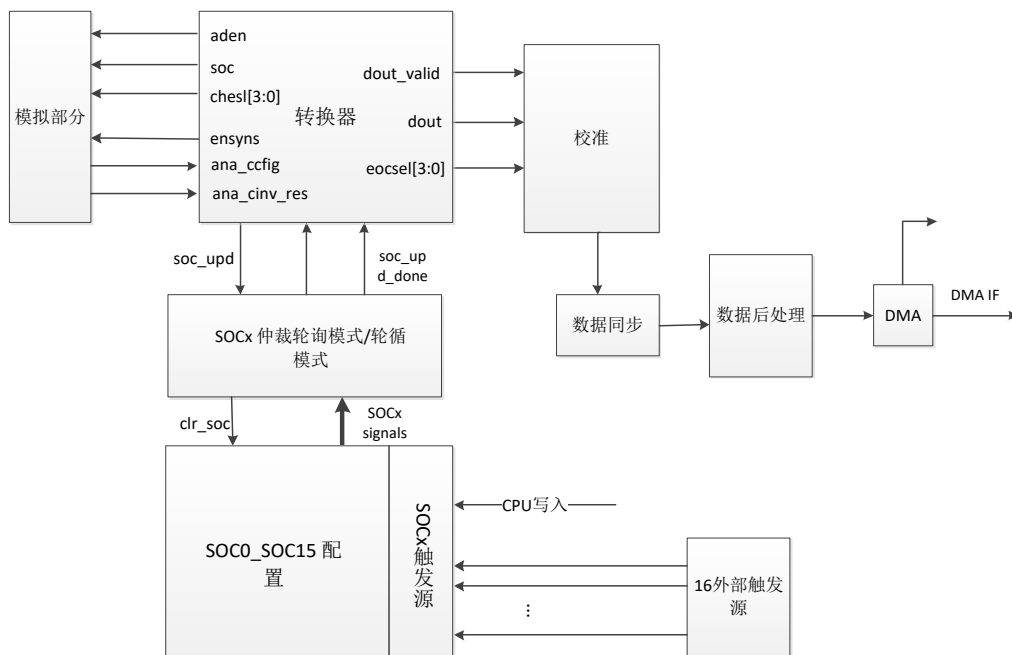 模拟部分
aden
soc
chesl[3:0]
ensyns
ana_ccfig
ana_cinv_res
转换器
dout_valid
dout
eocsel[3:0]
校准
soc_upd
soc_up
d_done
SOCx 仲裁轮询模式/轮循
模式
数据同步
数据后处理
DMA
DMA IF
clr_soc
SOCx
signals
SOC0_SOC15 配
置
SOCx触发源
CPU写入
16外部触发
源
...